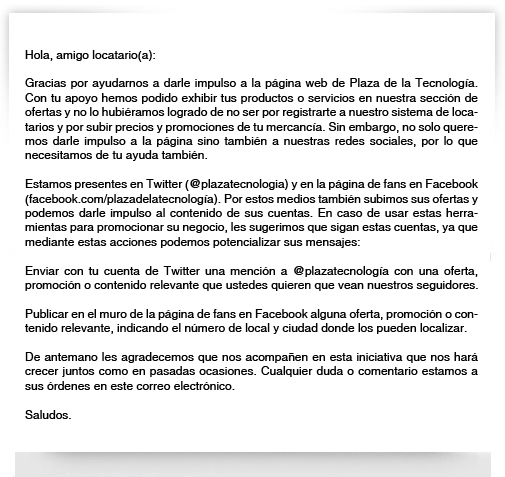 Hola, amigo locatario(a):
Gracias por ayudarnos a darle impulso a la página web de Plaza de la Tecnología.
Con tu apoyo hemos podido exhibir tus productos o servicios en nuestra sección de
ofertas y no lo hubiéramos logrado de no ser por registrarte a nuestro sistema de loca-
tarios y por subir precios y promociones de tu mercancía. Sin embargo, no solo quere-
mos darle impulso a la página sino también a nuestras redes sociales, por lo que
necesitamos de tu ayuda también.
Estamos presentes en Twitter (@plazatecnologia) y en la página de fans en Facebook
(facebook.com/plazadelatecnología). Por estos medios también subimos sus ofertas y
podemos darle impulso al contenido de sus cuentas. En caso de usar estas herra-
mientas para promocionar su negocio, les sugerimos que sigan estas cuentas, ya que
mediante estas acciones podemos potencializar sus mensajes:
Enviar con tu cuenta de Twitter una mención a @plazatecnología con una oferta,
promoción o contenido relevante que ustedes quieren que vean nuestros seguidores.
Publicar en el muro de la página de fans en Facebook alguna oferta, promoción o con-
tenido relevante, indicando el número de local y ciudad donde los pueden localizar.
De antemano les agradecemos que nos acompañen en esta iniciativa que nos hará
crecer juntos como en pasadas ocasiones. Cualquier duda o comentario estamos a
sus órdenes en este correo electrónico.
Saludos.